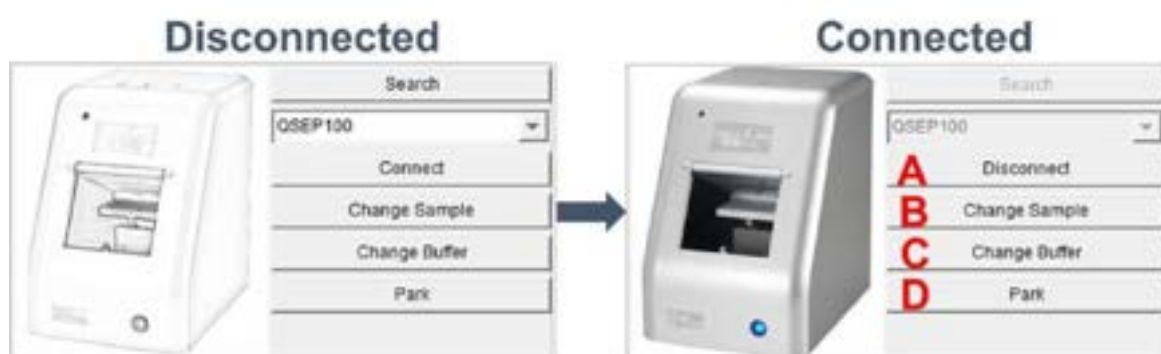 Disconnected
Search
QSEP100
Connect
Change Sample
Change Buffer
Park
Connected
Search
QSEP100
A Disconnect
B Change Sample
C Change Buffer
D Park